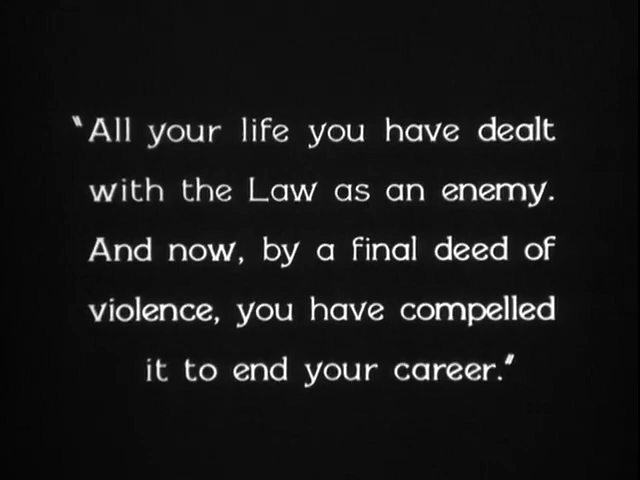 "All your life you have dealt
with the Law as an enemy.
And now, by a final deed of
violence, you have compelled
it to end your career."